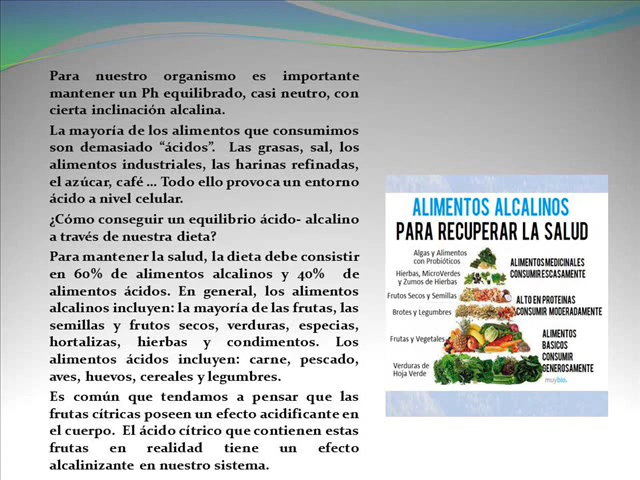 Para nuestro organismo es importante
mantener un Ph equilibrado, casi neutro, con
cierta inclinación alcalina.
La mayoría de los alimentos que consumimos
son demasiado “ácidos”. Las grasas, sal, los
alimentos industriales, las harinas refinadas,
el azúcar, café ... Todo ello provoca un entorno
ácido a nivel celular.
¿Cómo conseguir un equilibrio ácido- alcalino
a través de nuestra dieta?
Para mantener la salud, la dieta debe consistir
en 60% de alimentos alcalinos y 40% de
alimentos ácidos. En general, los alimentos
alcalinos incluyen: la mayoría de las frutas, las
semillas y frutos secos, verduras, especias,
hortalizas, hierbas y condimentos. Los
alimentos ácidos incluyen: carne, pescado,
aves, huevos, cereales y legumbres.
Es común que tendamos a pensar que las
frutas cítricas poseen un efecto acidificante en
el cuerpo. El ácido cítrico que contienen estas
frutas en realidad tiene un efecto
alcalinizante en nuestro sistema.
ALIMENTOS ALCALINOS
PARA RECUPERAR LA SALUD
Algas y Alimentos
con Probióticos
Hierbas, MicroVerdes
y Zumos de Hierbas
ALIMENTOS MEDICINALES
CONSUMIR ESCASAMENTE
Frutos Secos y Semillas
Brotes y Legumbres
ALTO EN PROTEINAS
CONSUMIR MODERADAMENTE
Frutas y Vegetales
Verduras de
Hoja Verde
ALIMENTOS
BASICOS
CONSUMIR
GENEROSAMENTE
muybio.